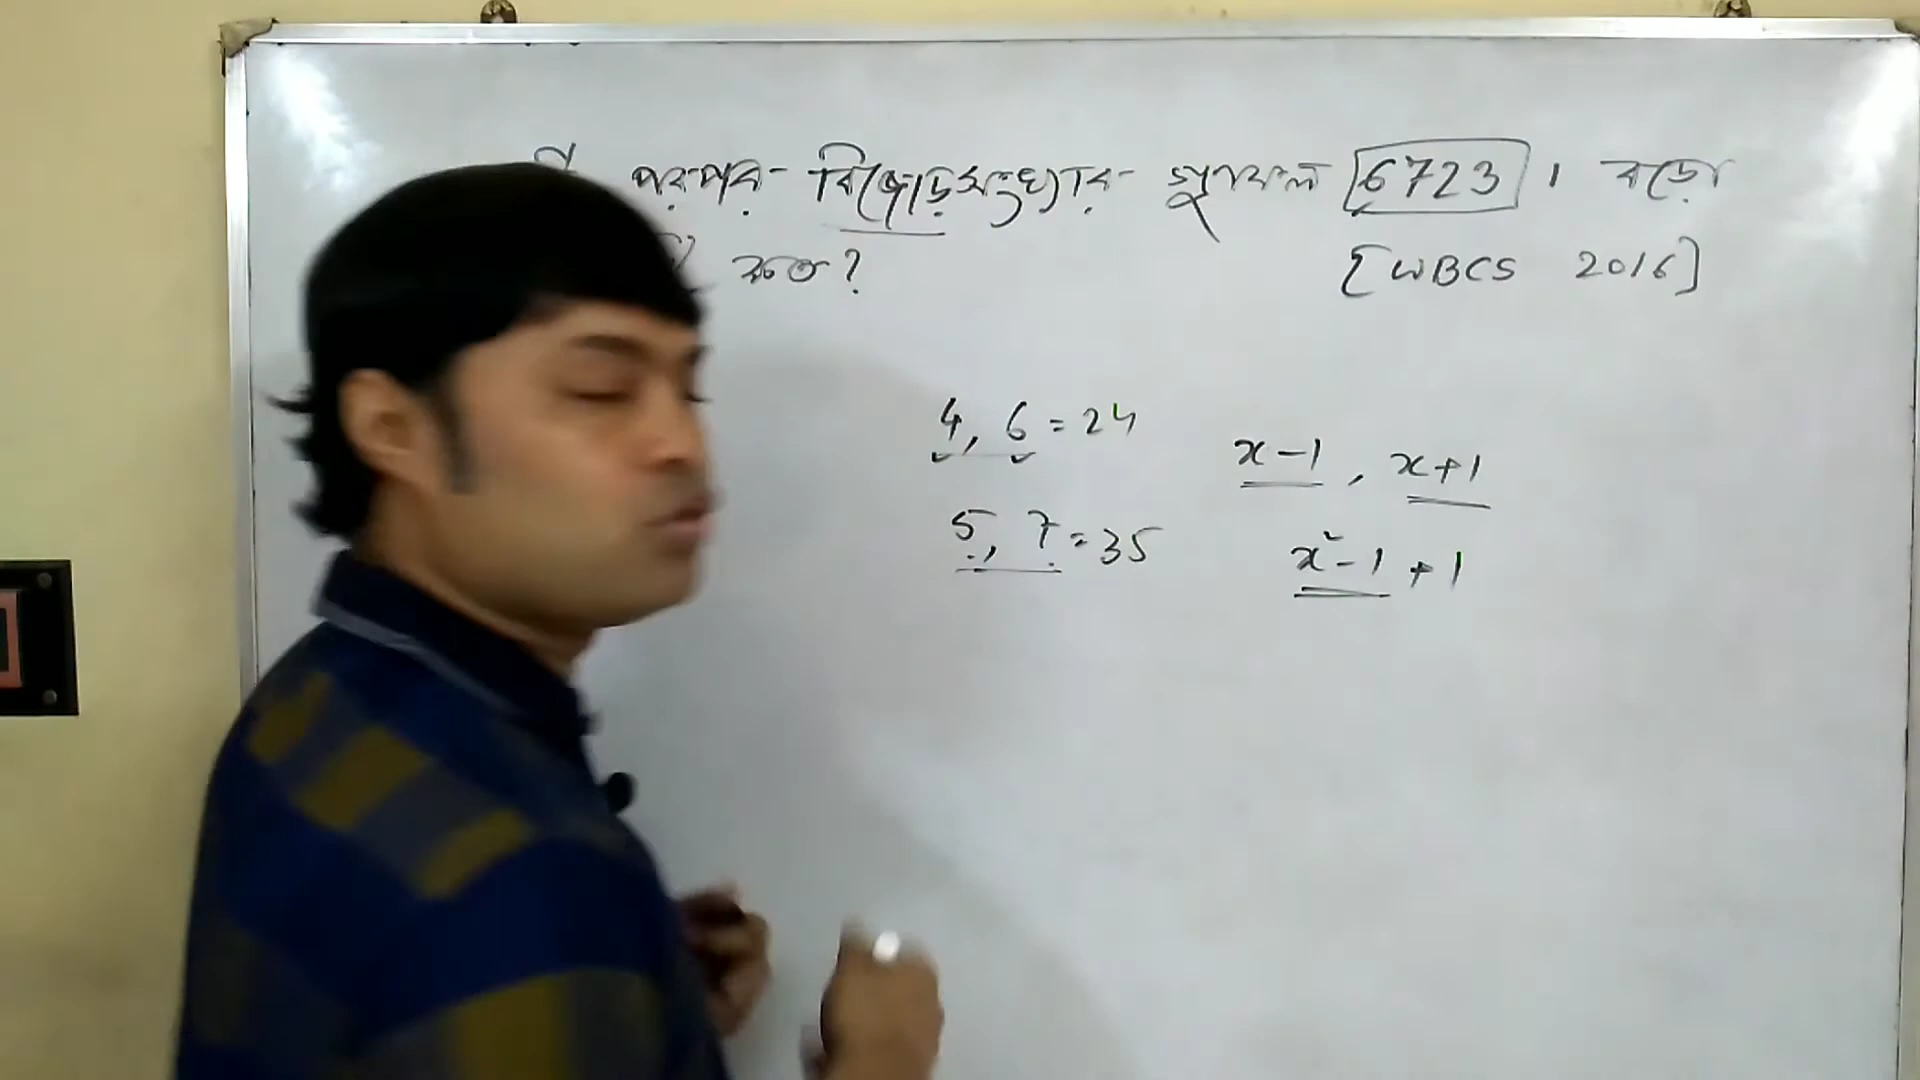 পরপর বিজোড় সংখ্যার গুণফল 6723। বড়ো
কত?
[WBCS 2016]
4, 6 = 24
x-1, x+1
5, 7 = 35
x²-1 + 1